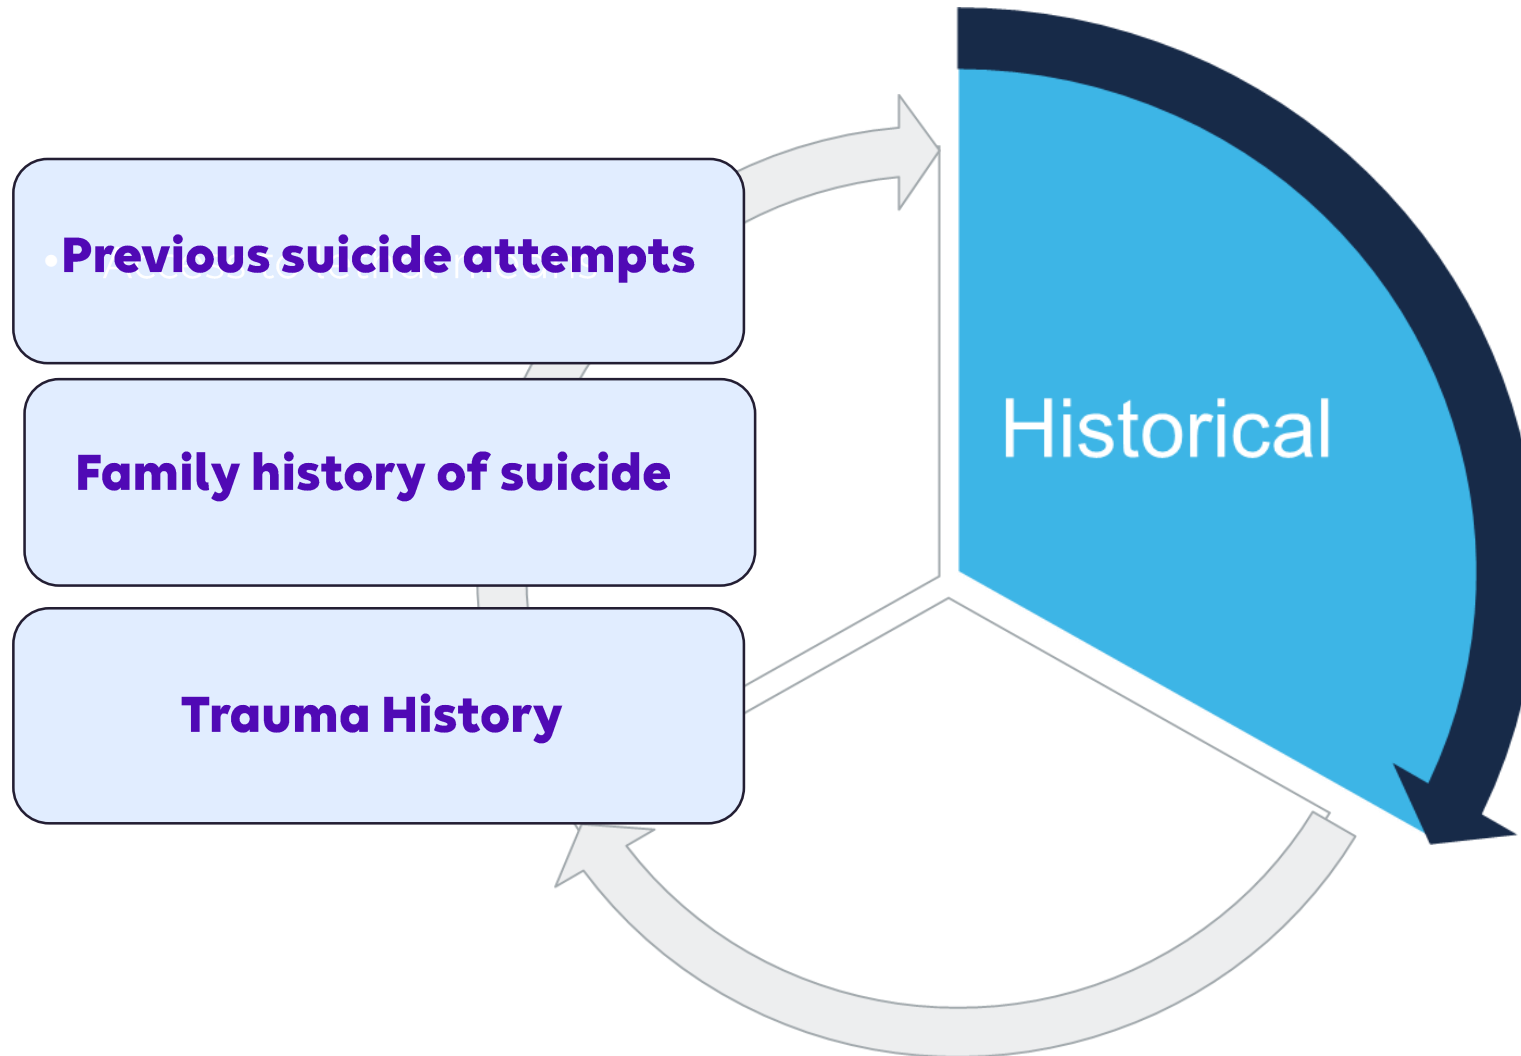 Previous suicide attempts
Family history of suicide
Trauma History
Historical